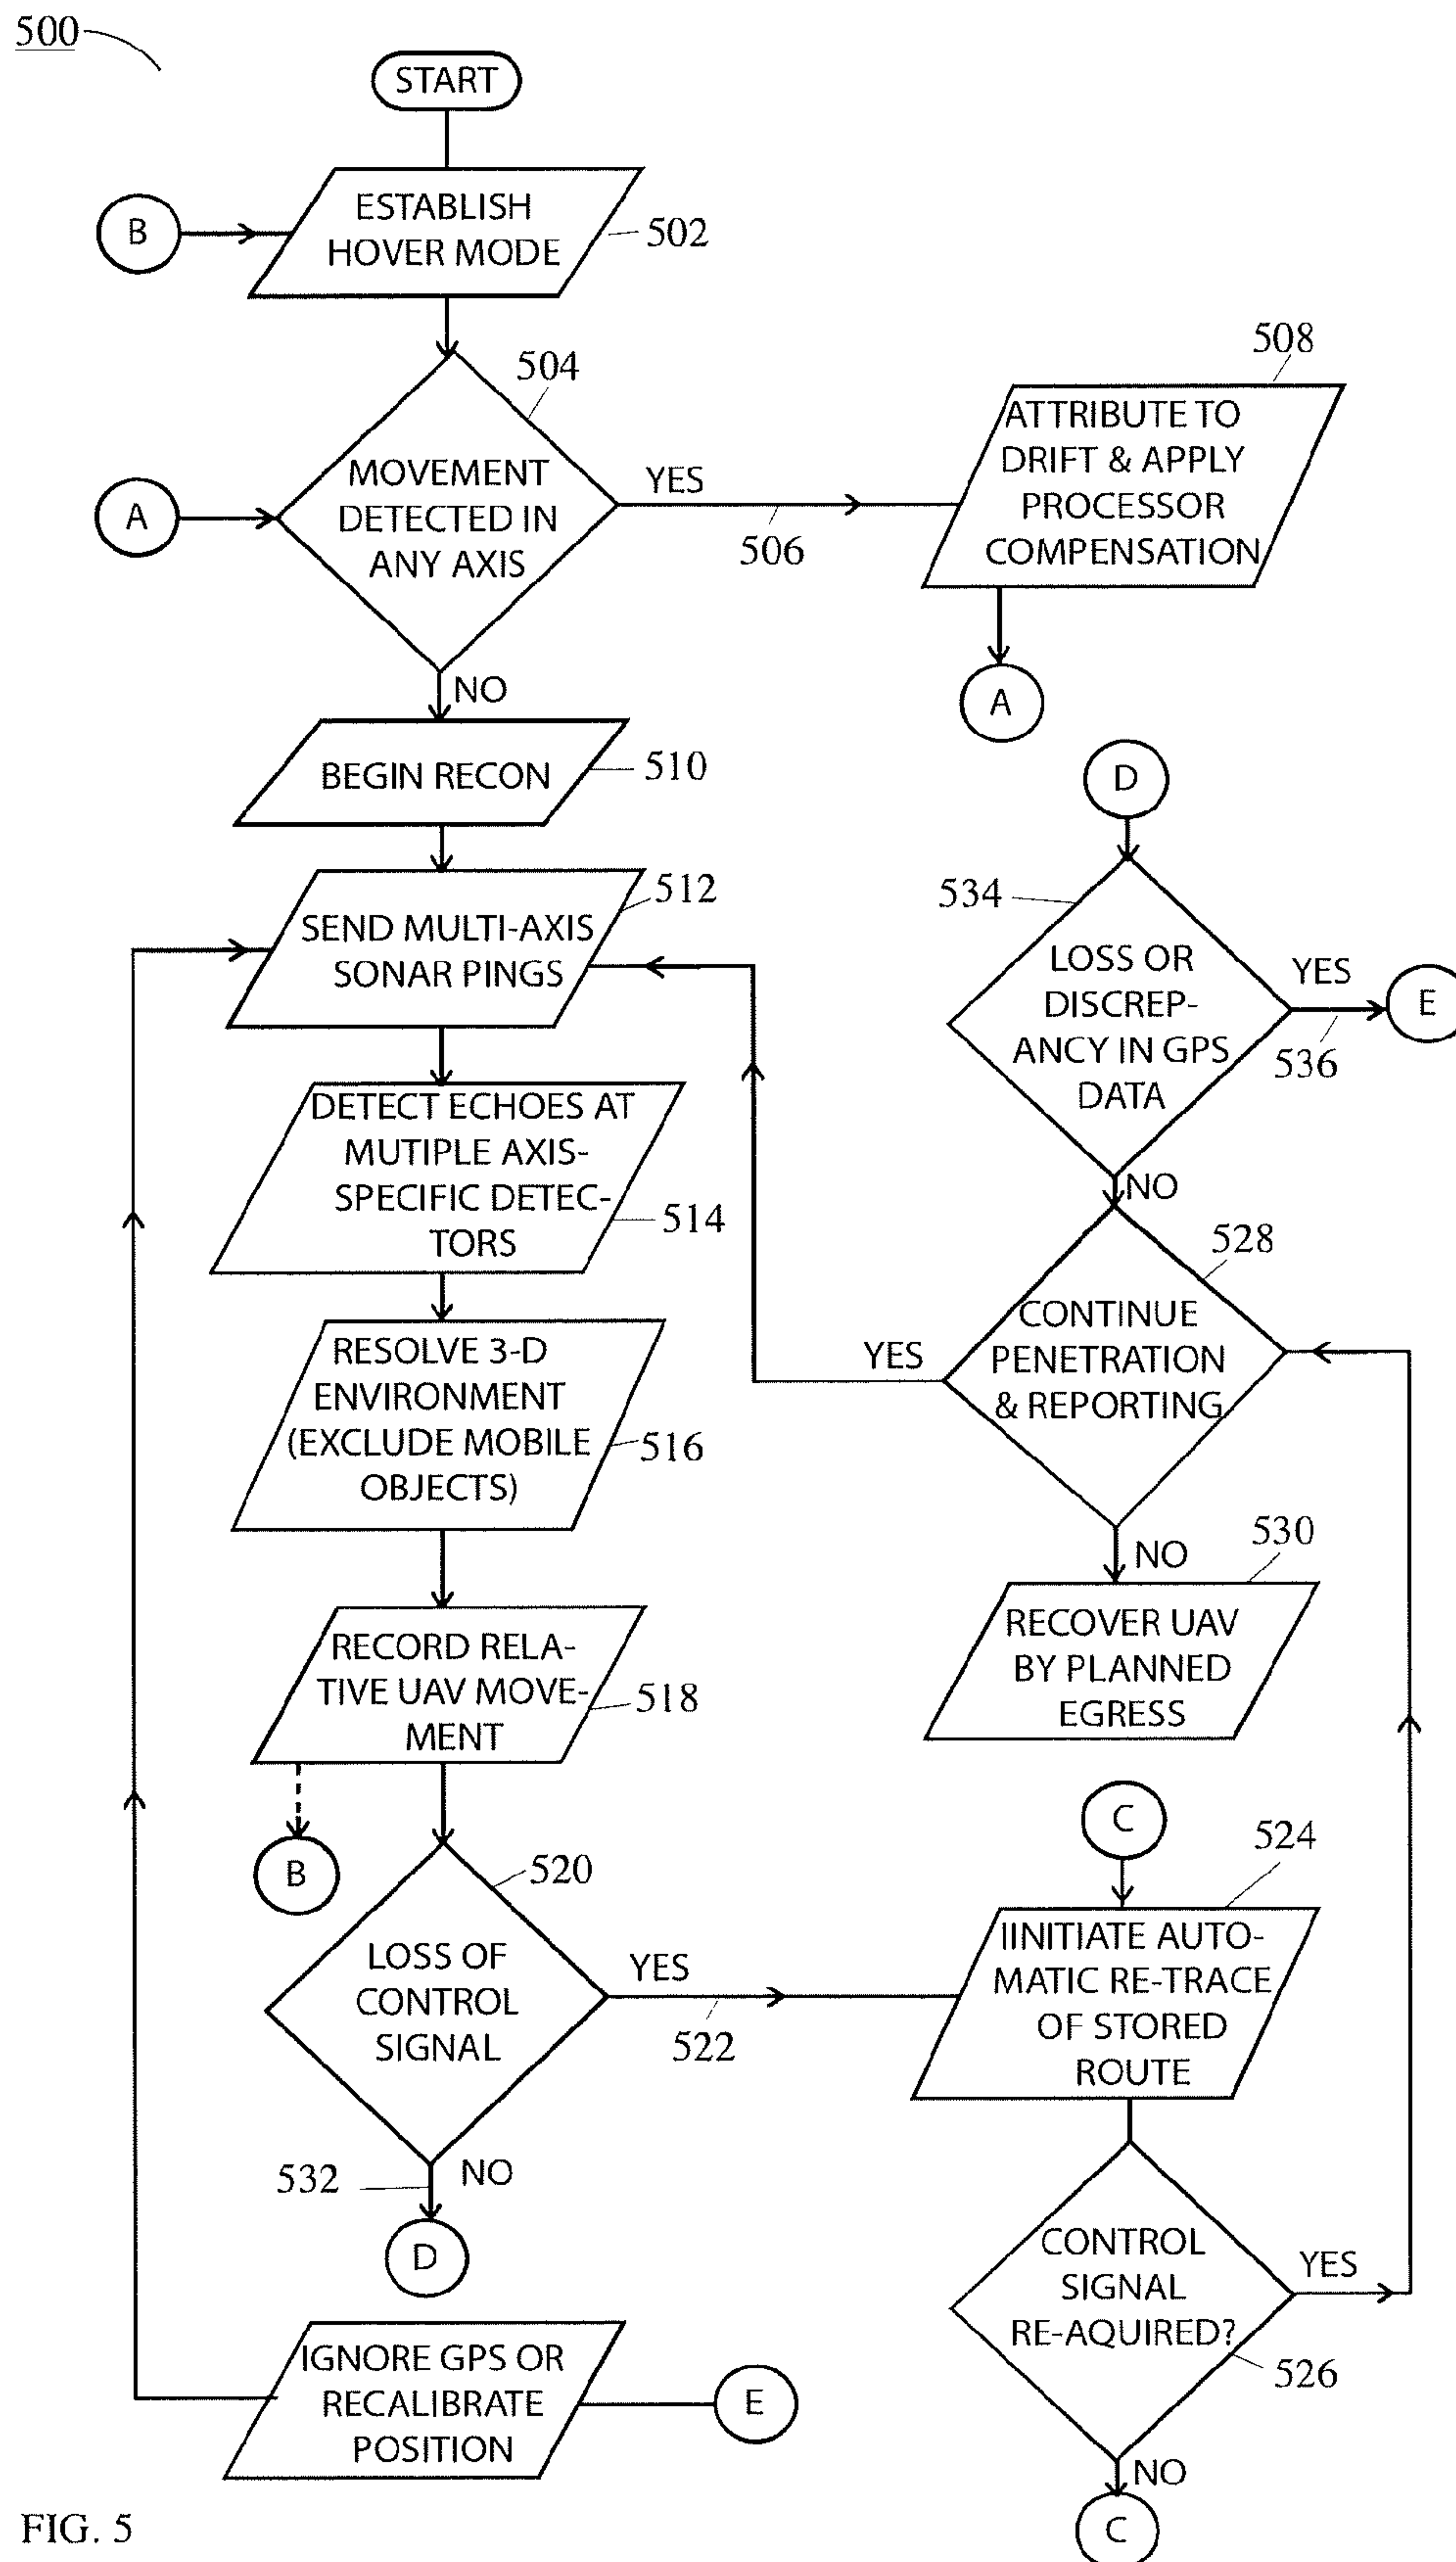 500
START
B
ESTABLISH
HOVER MODE
502
504
A
MOVEMENT
DETECTED IN
ANY AXIS
YES
506
508
ATTRIBUTE TO
DRIFT & APPLY
PROCESSOR
COMPENSATION
A
NO
BEGIN RECON
510
512
SEND MULTI-AXIS
SONAR PINGS
DETECT ECHOES AT
MUTIPLE AXIS-
SPECIFIC DETEC-
TORS
514
RESOLVE 3-D
ENVIRONMENT
(EXCLUDE MOBILE
OBJECTS)
516
RECORD RELA-
TIVE UAV MOVE-
MENT
518
B
520
LOSS OF
CONTROL
SIGNAL
YES
522
532
NO
D
IGNORE GPS OR
RECALIBRATE
POSITION
E
D
534
LOSS OR
DISCREP-
ANCY IN GPS
DATA
YES
536
E
NO
528
CONTINUE
PENETRATION
& REPORTING
YES
NO
530
RECOVER UAV
BY PLANNED
EGRESS
C
524
IINITIATE AUTO-
MATIC RE-TRACE
OF STORED
ROUTE
CONTROL
SIGNAL
RE-AQUIRED?
YES
526
NO
C
FIG. 5